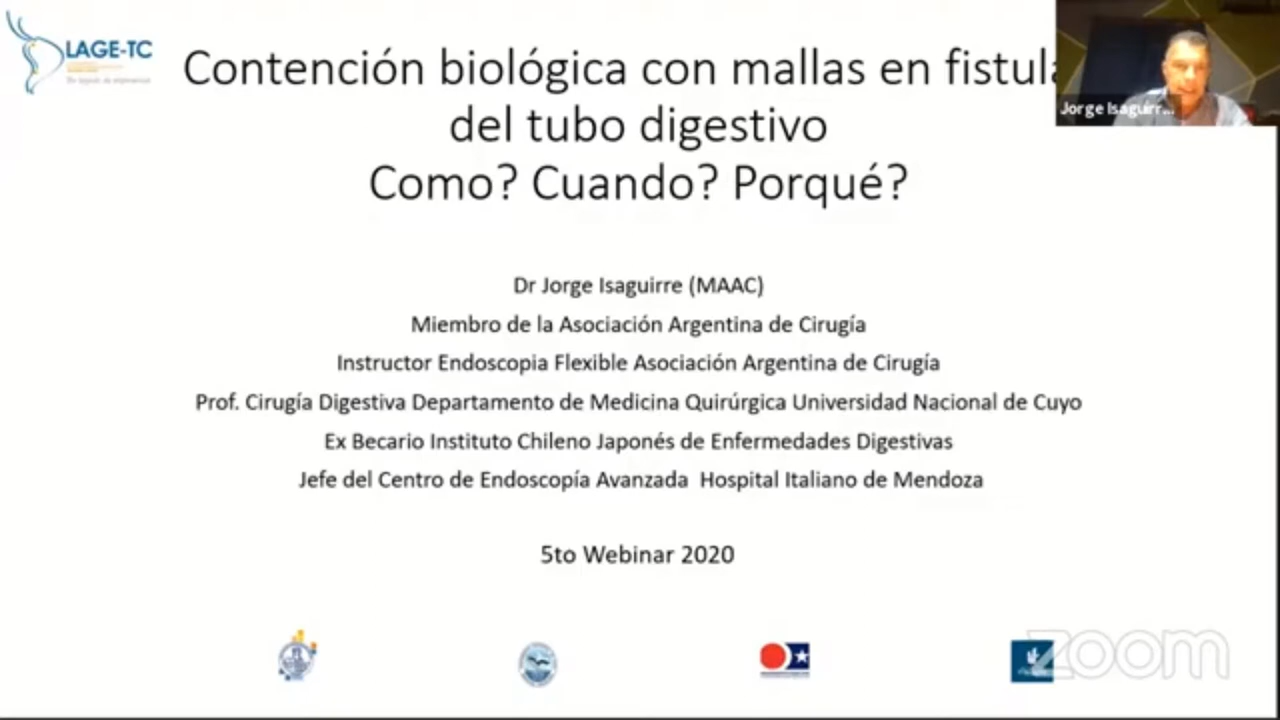 LAGE-TC
Contención biológica con mallas en fistula
del tubo digestivo
Como? Cuando? Porqué?
Jorge Isaguirr...
Dr Jorge Isaguirre (MAAC)
Miembro de la Asociación Argentina de Cirugía
Instructor Endoscopia Flexible Asociación Argentina de Cirugía
Prof. Cirugía Digestiva Departamento de Medicina Quirúrgica Universidad Nacional de Cuyo
Ex Becario Instituto Chileno Japonés de Enfermedades Digestivas
Jefe del Centro de Endoscopía Avanzada Hospital Italiano de Mendoza
5to Webinar 2020
zoom